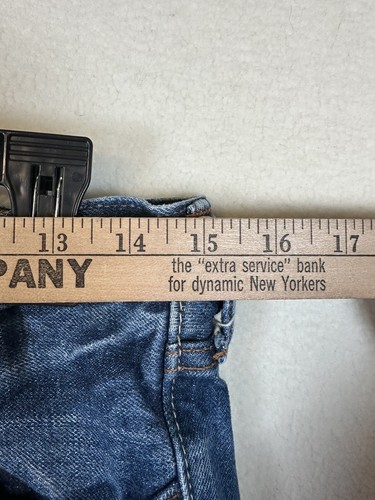 13 14 15 16 17
PANY
the "extra service" bank
for dynamic New Yorkers